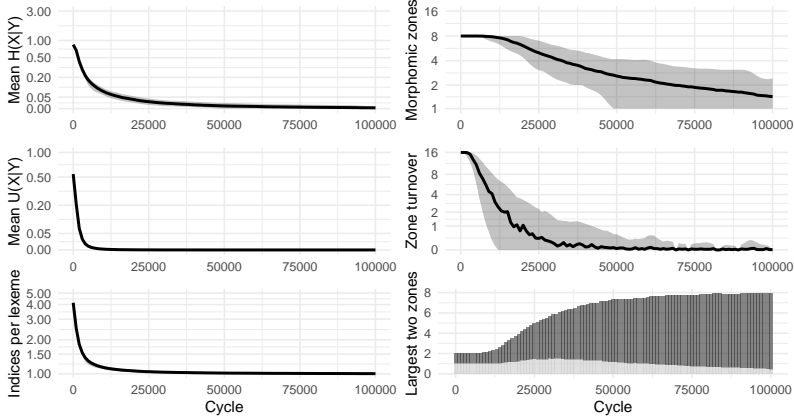 Mean H(X|Y)
3.00
1.00
0.50
0.20
0.05
0.00
0 25000 50000 75000 100000
Morphomic zones
16
8
4
2
1
0 25000 50000 75000 100000
Mean U(X|Y)
1.00
0.50
0.20
0.05
0.00
0 25000 50000 75000 100000
Zone turnover
16
8
4
2
1
0
0 25000 50000 75000 100000
Indices per lexeme
5.00
4.00
3.00
2.00
1.50
1.00
0 25000 50000 75000 100000
Cycle
Largest two zones
8
6
4
2
0
0 25000 50000 75000 100000
Cycle